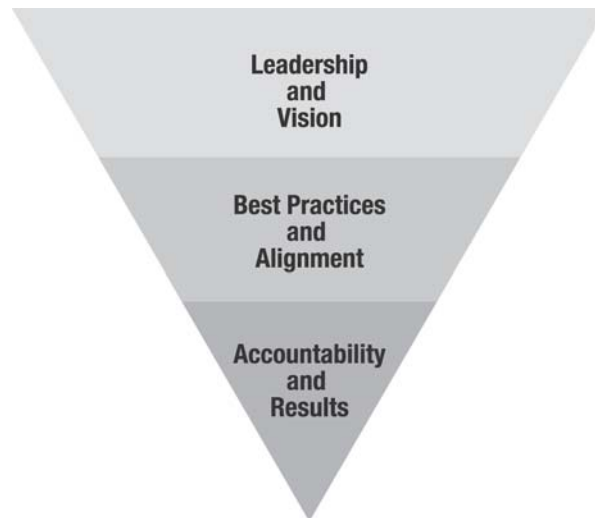 Leadership
and
Vision
Best Practices
and
Alignment
Accountability
and
Results